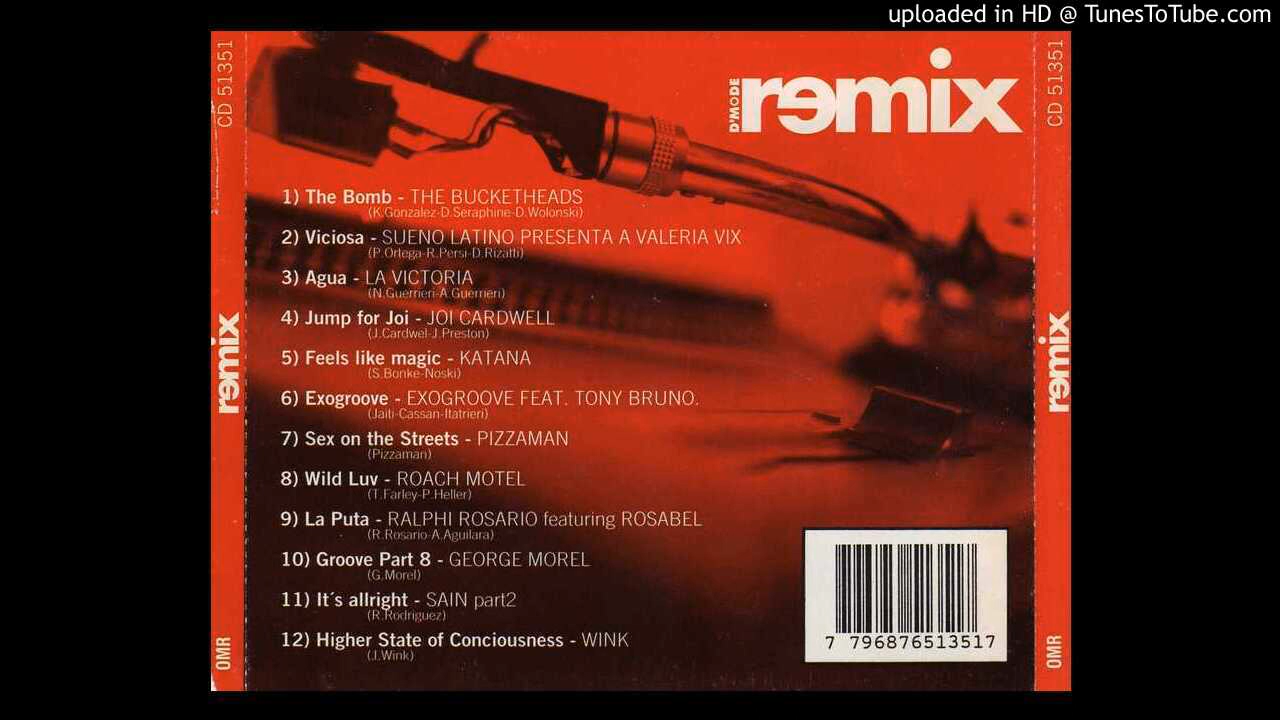 uploaded in HD @ TunesToTube.com
CD 51351
CD 51351
D'MODE
remix
1) The Bomb - THE BUCKETHEADS
(K.Gonzalez-D.Seraphine-D.Wolonski)
2) Viciosa - SUENO LATINO PRESENTA A VALERIA VIX
(P.Ortega-R.Persi-D.Rizatti)
3) Agua - LA VICTORIA
(N.Guerrieri-A.Guerrieri)
4) Jump for Joi - JOI CARDWELL
(J.Cardwel-J.Preston)
5) Feels like magic - KATANA
(S.Bonke-Noski)
6) Exogroove - EXOGROOVE FEAT. TONY BRUNO.
(Jaiti-Cassan-Itatrieri)
7) Sex on the Streets - PIZZAMAN
(Pizzaman)
8) Wild Luv - ROACH MOTEL
(T.Farley-P.Heller)
9) La Puta - RALPHI ROSARIO featuring ROSABEL
(R.Rosario-A.Aguilara)
10) Groove Part 8 - GEORGE MOREL
(G.Morel)
11) It´s allright - SAIN part2
(R.Rodriguez)
12) Higher State of Conciousness - WINK
(J.Wink)
remix
remix
OMR
OMR
7 796876513517